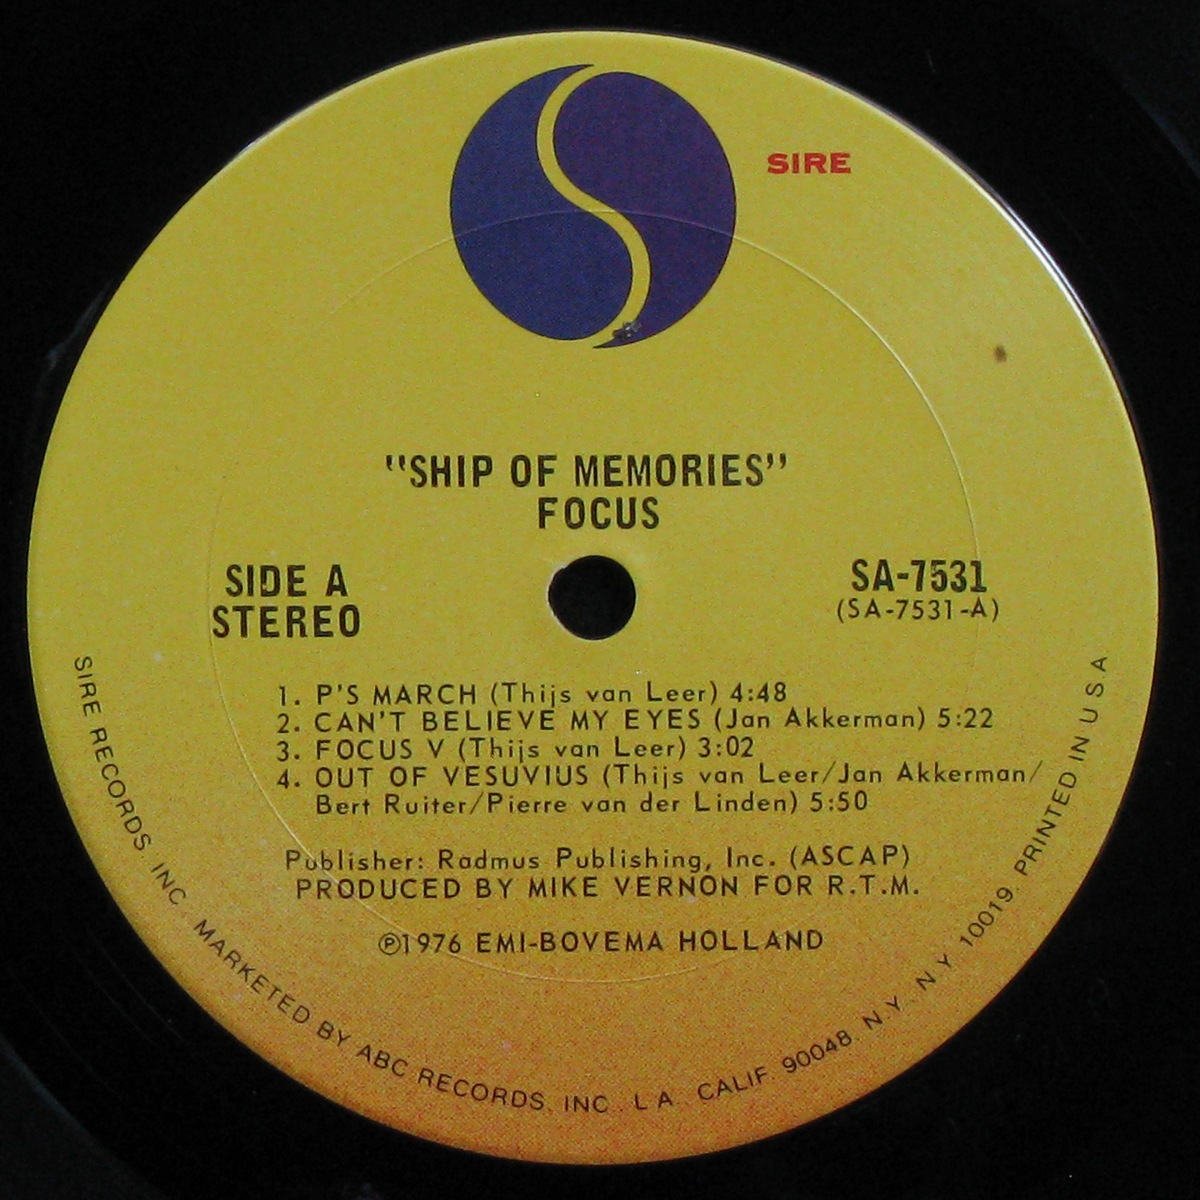 SIRE
"SHIP OF MEMORIES"
FOCUS
SIDE A
STEREO
SA-7531
(SA-7531-A)
1. P'S MARCH (Thijs van Leer) 4:48
2. CAN'T BELIEVE MY EYES (Jan Akkerman) 5:22
3. FOCUS V (Thijs van Leer) 3:02
4. OUT OF VESUVIUS (Thijs van Leer/Jan Akkerman/
Bert Ruiter/Pierre van der Linden) 5:50
Publisher: Radmus Publishing, Inc. (ASCAP)
PRODUCED BY MIKE VERNON FOR R.T.M.
℗1976 EMI-BOVEMA HOLLAND
SIRE RECORDS, INC. MARKETED BY ABC RECORDS, INC. L.A. CALIF. 90048. N.Y. N.Y. 10019. PRINTED IN U.S.A.